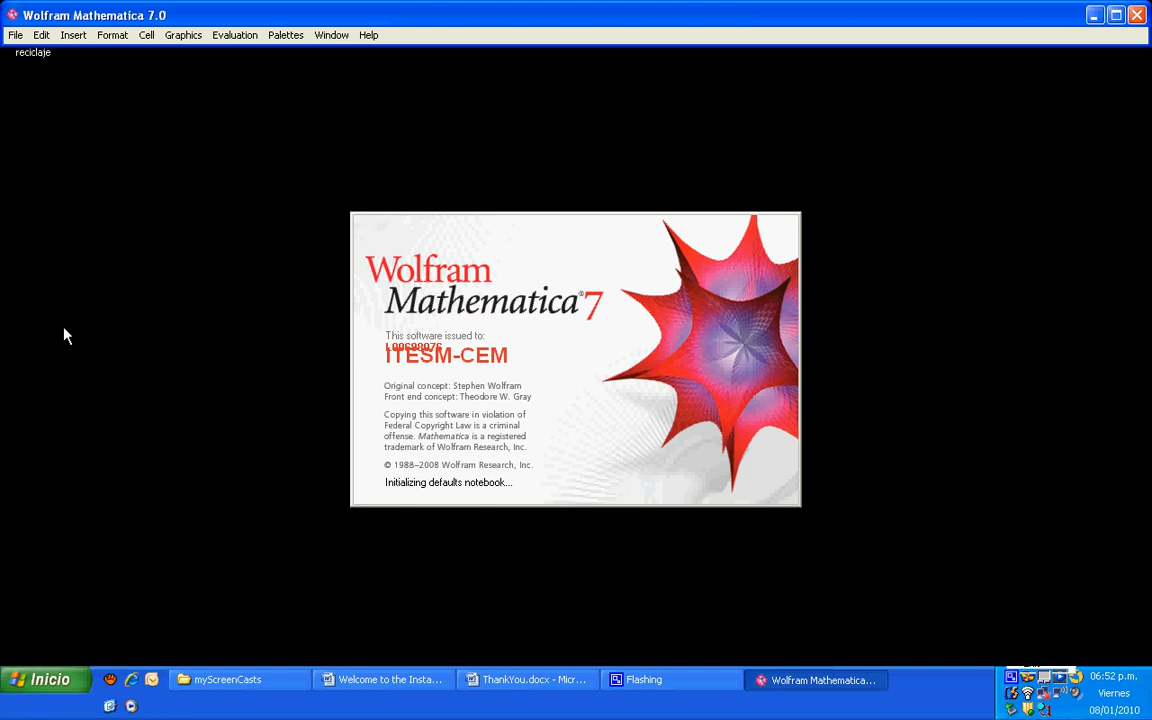 Wolfram Mathematica 7.0
File Edit Insert Format Cell Graphics Evaluation Palettes Window Help
reciclaje
Wolfram
Mathematica® 7
This software issued to:
ITESM-CEM
Original concept: Stephen Wolfram
Front end concept: Theodore W. Gray
Copying this software in violation of
Federal Copyright Law is a criminal
offense. Mathematica is a registered
trademark of Wolfram Research, Inc.
© 1988–2008 Wolfram Research, Inc.
Initializing defaults notebook...
Inicio
myScreenCasts
Welcome to the Insta...
ThankYou.docx - Micr...
Flashing
Wolfram Mathematica...
06:52 p.m.
Viernes
08/01/2010